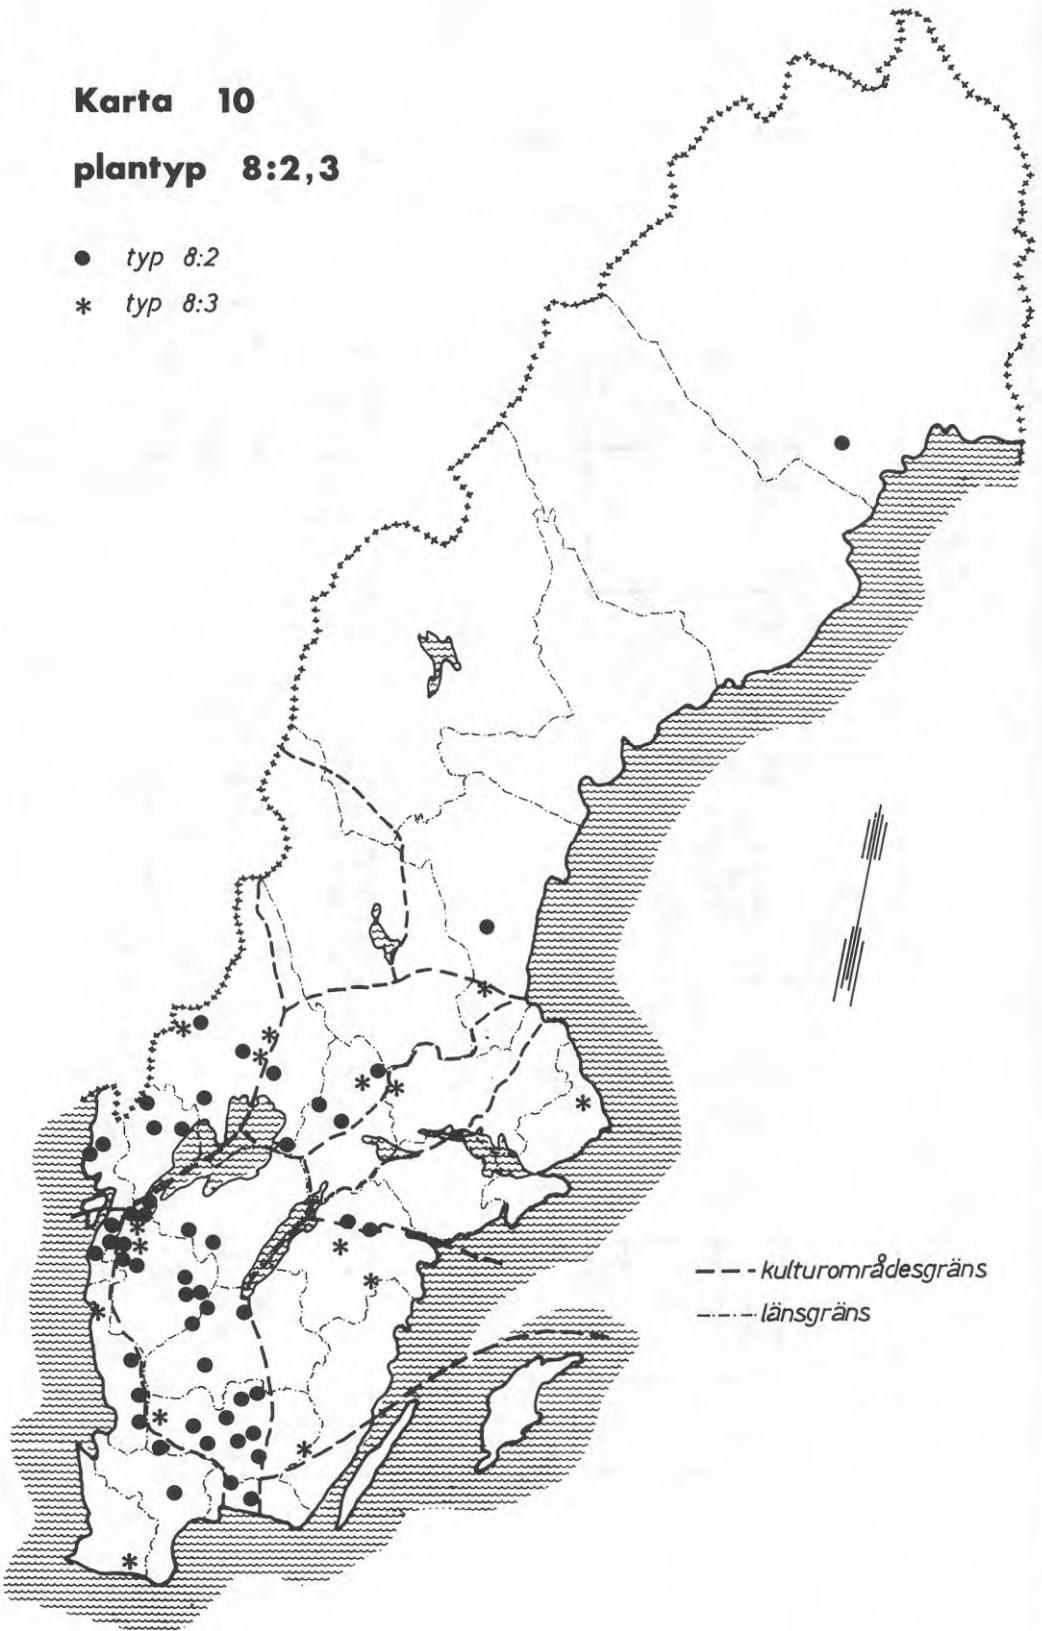 Karta 10
plantyp 8:2,3
● typ 8:2
* typ 8:3
kulturområdesgräns
länsgräns